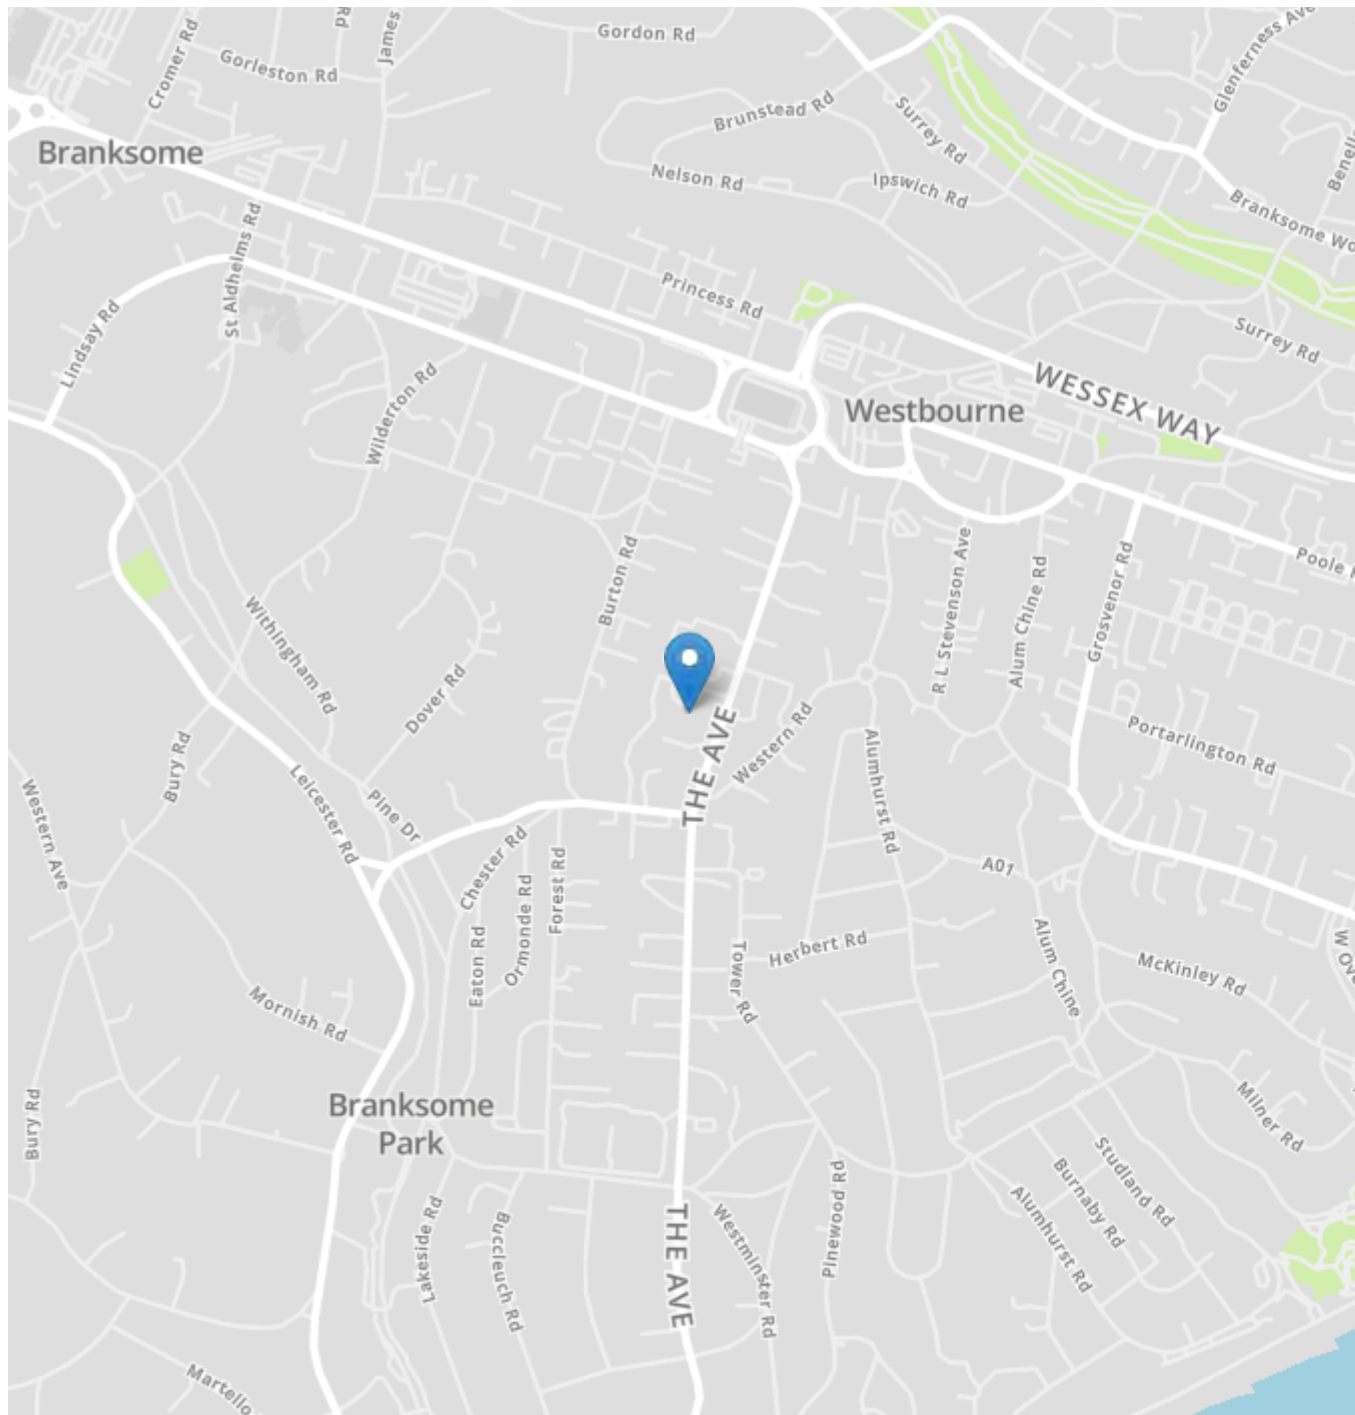 Rd
James
Gordon Rd
Glenferness Ave
Cromer Rd
Gorleston Rd
Brunstead Rd
Surrey Rd
Branksome
Nelson Rd
Ipswich Rd
Branksome Wo
St Aldhelms Rd
Princess Rd
Lindsay Rd
Surrey Rd
WESSEX WAY
Wilderton Rd
Westbourne
Poole
Burton Rd
R L Stevenson Ave
Alum Chine Rd
Grosvenor Rd
Withingham Rd
Dover Rd
THE AVE
Western Rd
Portarlington Rd
Bury Rd
Alumhurst Rd
Western Ave
Leicester Rd
Pine Dr
Chester Rd
A01
Forest Rd
Ormonde Rd
Eaton Rd
Tower Rd
Herbert Rd
Alum Chine
McKinley Rd
W Ove
Mornish Rd
Bury Rd
Branksome
Park
Milner Rd
Studland Rd
Burnaby Rd
Alumhurst Rd
Pinewood Rd
Lakeside Rd
Buccleuch Rd
THE AVE
Westminster Rd
Martello